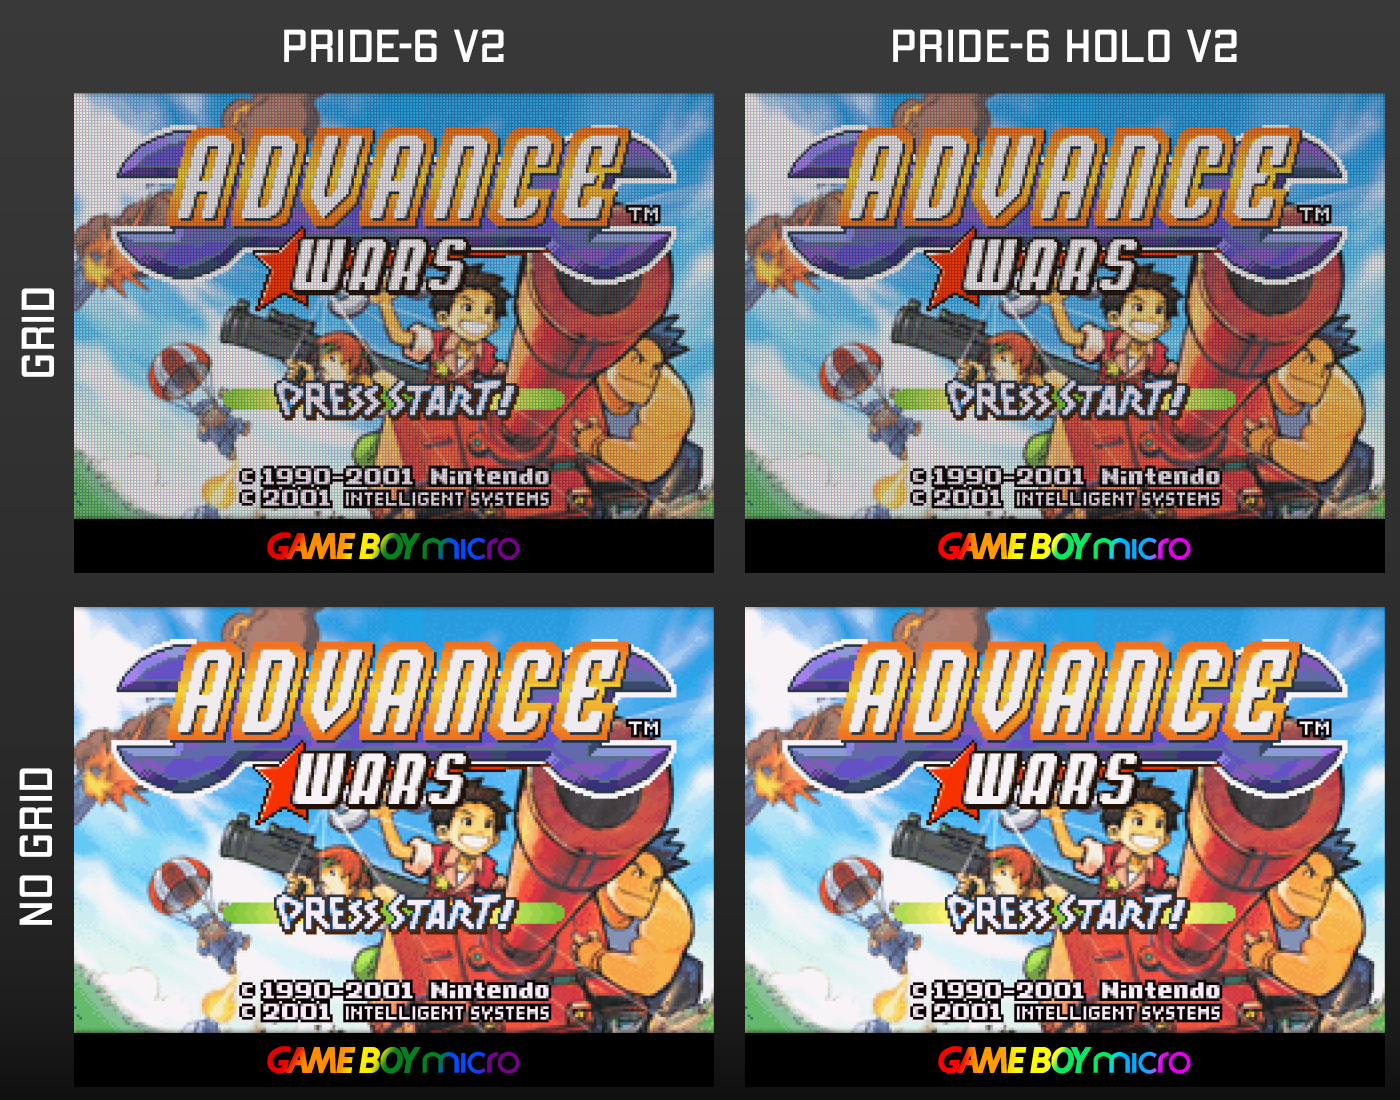 PRIDE-6 V2
PRIDE-6 HOLO V2
GRID
ADVANCE
TM
WARS
PRESS START!
© 1990-2001 Nintendo
© 2001 INTELLIGENT SYSTEMS
GAME BOY micro
ADVANCE
TM
WARS
PRESS START!
© 1990-2001 Nintendo
© 2001 INTELLIGENT SYSTEMS
GAME BOY micro
NO GRID
ADVANCE
TM
WARS
PRESS START!
© 1990-2001 Nintendo
© 2001 INTELLIGENT SYSTEMS
GAME BOY micro
ADVANCE
TM
WARS
PRESS START!
© 1990-2001 Nintendo
© 2001 INTELLIGENT SYSTEMS
GAME BOY micro